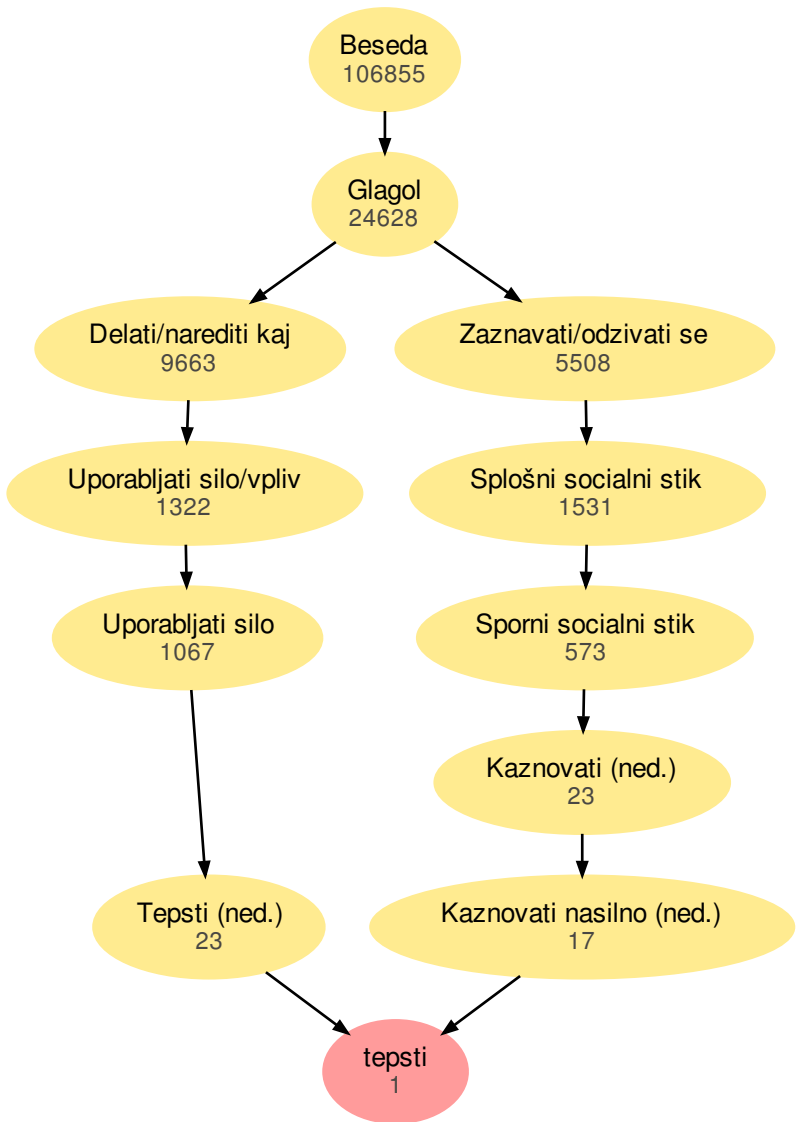 Beseda
106855
Glagol
24628
Delati/narediti kaj
9663
Zaznavati/odzivati se
5508
Uporabljati silo/vpliv
1322
Splošni socialni stik
1531
Uporabljati silo
1067
Sporni socialni stik
573
Kaznovati (ned.)
23
Tepsti (ned.)
23
Kaznovati nasilno (ned.)
17
tepsti
1